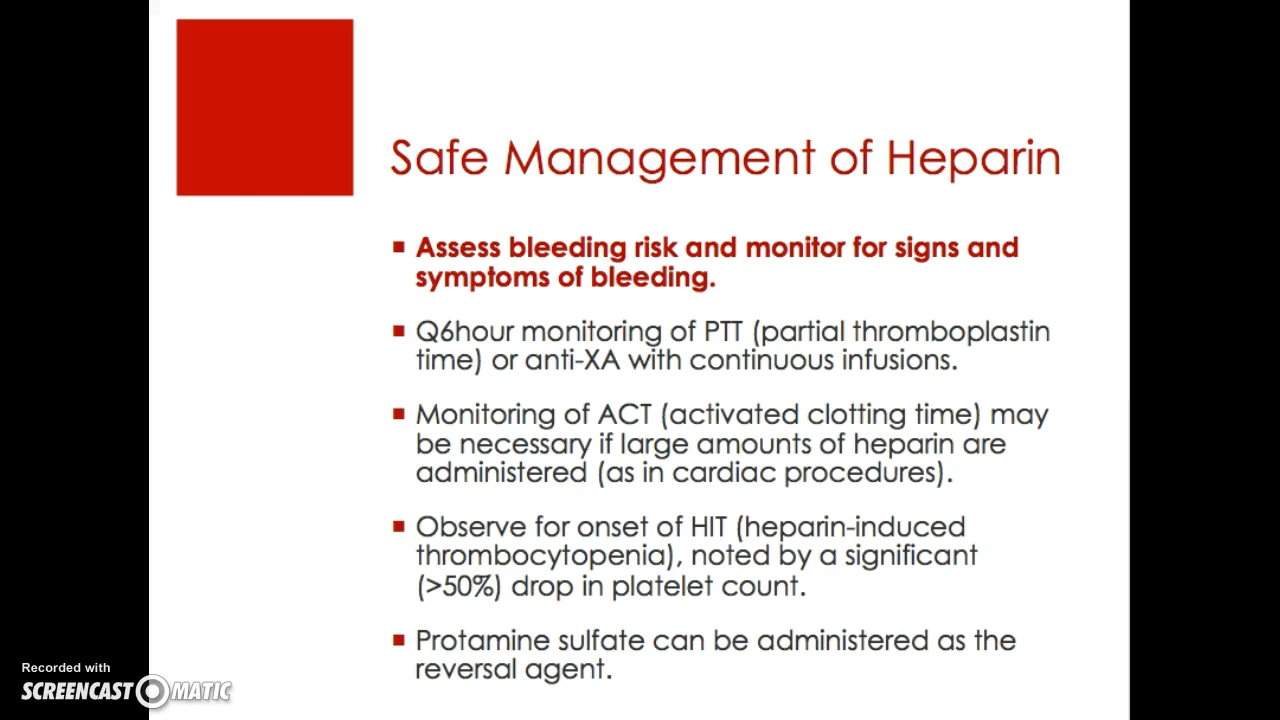 Safe Management of Heparin
▪ Assess bleeding risk and monitor for signs and
symptoms of bleeding.
▪ Q6hour monitoring of PTT (partial thromboplastin
time) or anti-XA with continuous infusions.
▪ Monitoring of ACT (activated clotting time) may
be necessary if large amounts of heparin are
administered (as in cardiac procedures).
▪ Observe for onset of HIT (heparin-induced
thrombocytopenia), noted by a significant
(>50%) drop in platelet count.
▪ Protamine sulfate can be administered as the
reversal agent.
Recorded with
SCREENCAST O MATIC